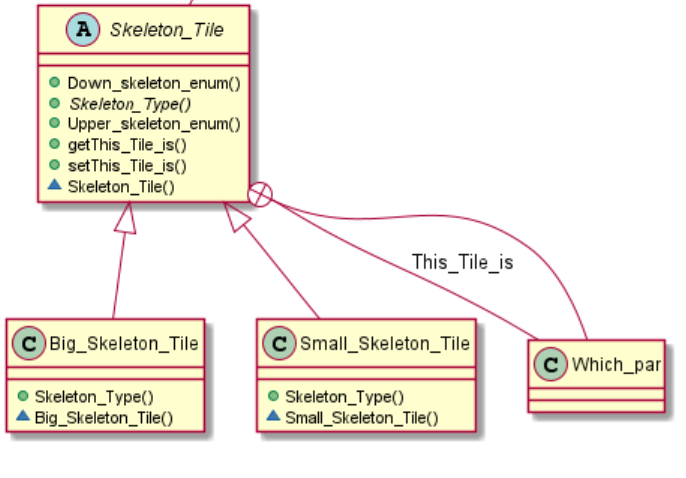 A Skeleton_Tile
Down_skeleton_enum()
Skeleton_Type()
Upper_skeleton_enum()
getThis_Tile_is()
setThis_Tile_is()
Skeleton_Tile()
This_Tile_is
C Big_Skeleton_Tile
Skeleton_Type()
Big_Skeleton_Tile()
C Small_Skeleton_Tile
Skeleton_Type()
Small_Skeleton_Tile()
C Which_par